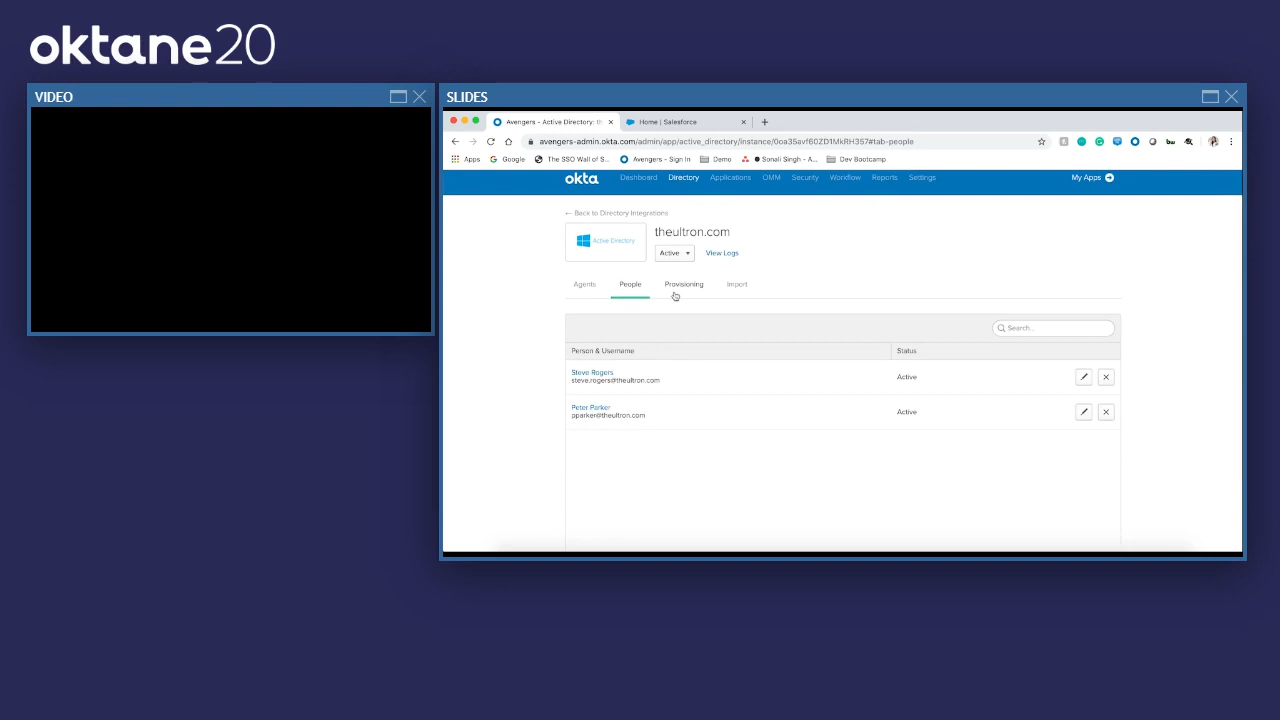 oktane20
VIDEO
SLIDES
Avengers - Active Directory: th
Home | Salesforce
avengers-admin.okta.com/admin/app/active_directory/instance/0oa35avf60ZD1MkRH357#tab-people
Apps
Google
The SSO Wall of S...
Avengers - Sign In
Demo
Sonali Singh - A...
Dev Bootcamp
okta
Dashboard
Directory
Applications
OMM
Security
Workflow
Reports
Settings
My Apps
← Back to Directory Integrations
Active Directory
theultron.com
Active
View Logs
Agents
People
Provisioning
Import
Search...
Person & Username
Status
Steve Rogers
steve.rogers@theultron.com
Active
Peter Parker
pparker@theultron.com
Active